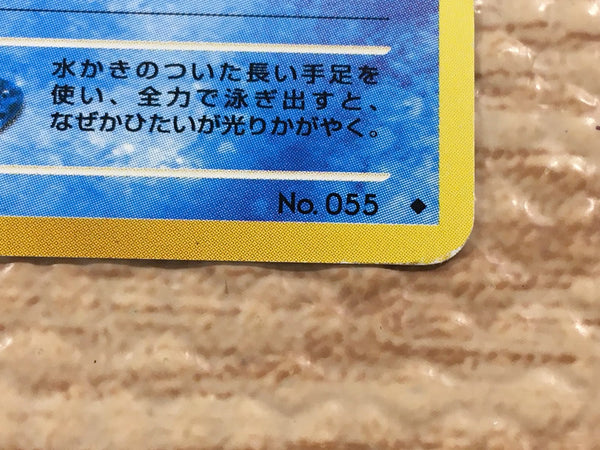 水かきのついた長い手足を
使い、全力で泳ぎ出すと、
なぜかひたいが光りかがやく。
No. 055 ◆